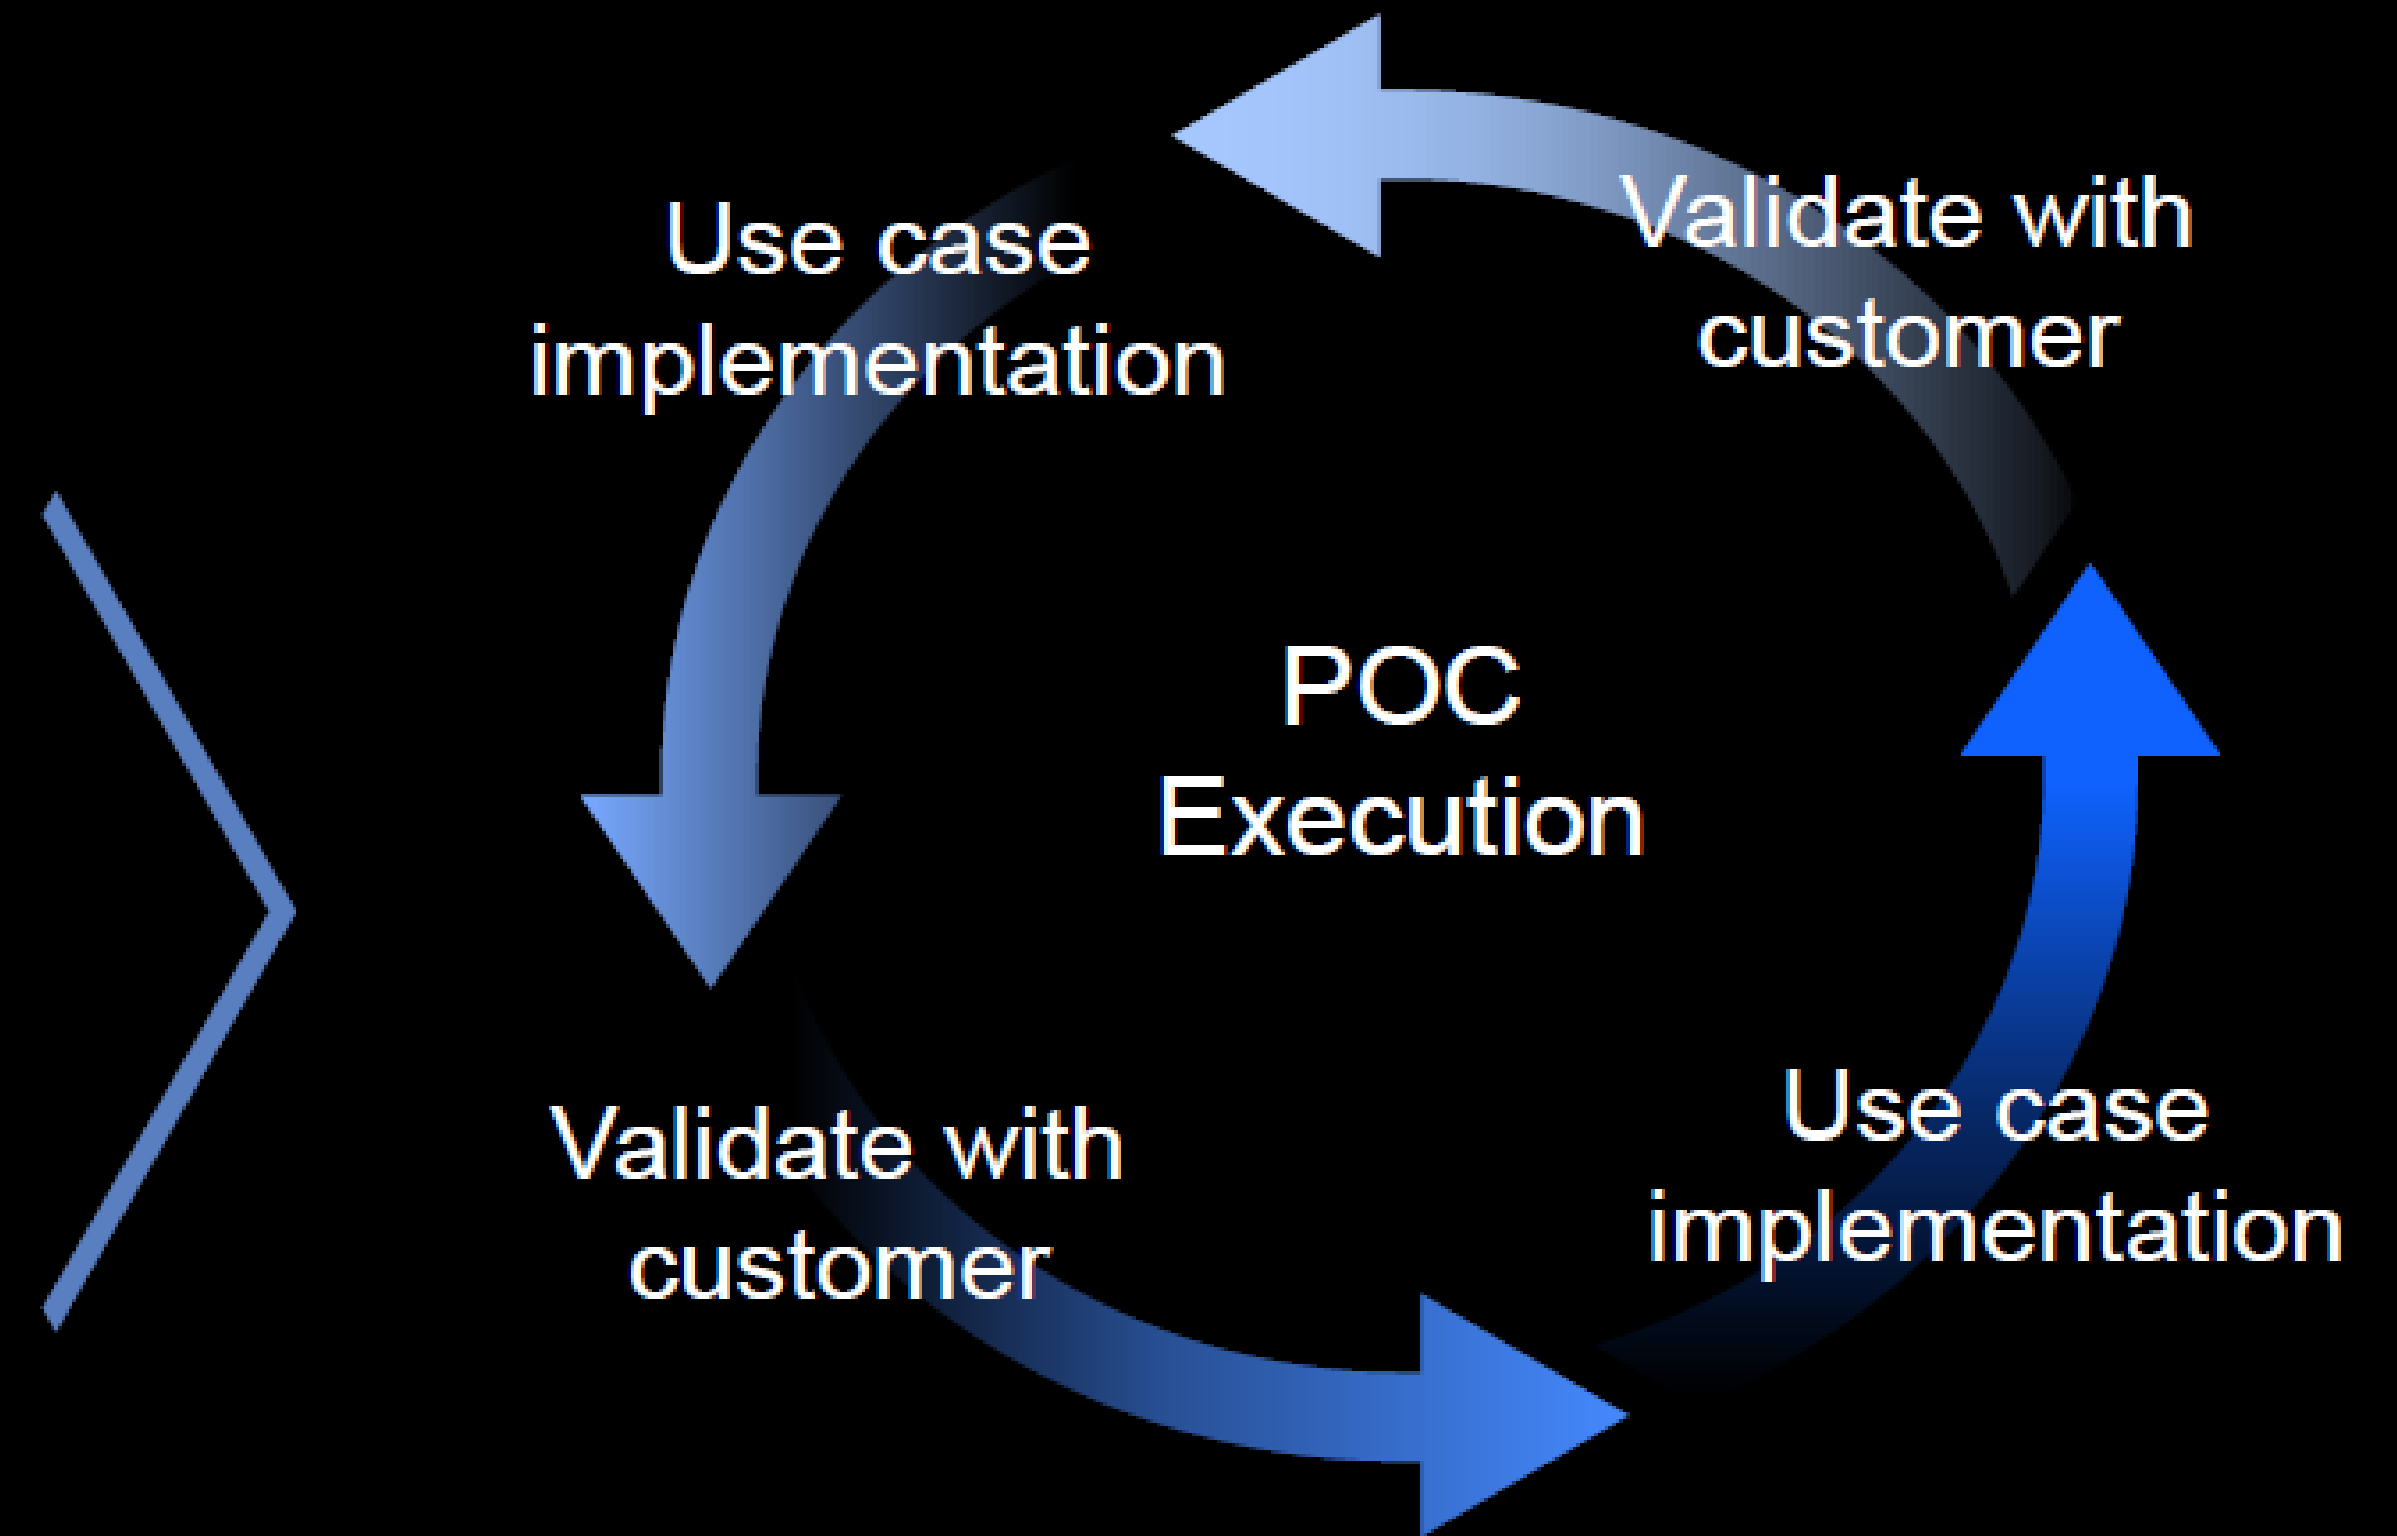 Use case
implementation
Validate with
customer
POC
Execution
Validate with
customer
Use case
implementation